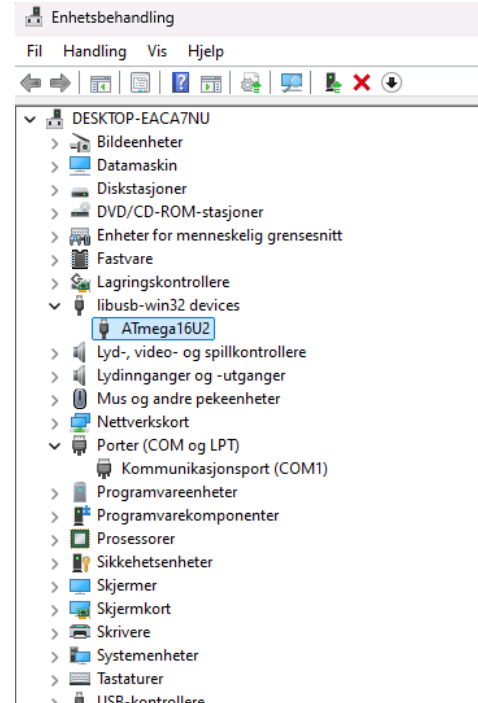 Enhetsbehandling
Fil Handling Vis Hjelp
DESKTOP-EACA7NU
Bildeenheter
Datamaskin
Diskstasjoner
DVD/CD-ROM-stasjoner
Enheter for menneskelig grensesnitt
Fastvare
Lagringskontrollere
libusb-win32 devices
ATmega16U2
Lyd-, video- og spillkontrollere
Lydinnganger og -utganger
Mus og andre pekeenheter
Nettverkskort
Porter (COM og LPT)
Kommunikasjonsport (COM1)
Programvareenheter
Programvarekomponenter
Prosessorer
Sikkehetsenheter
Skjermer
Skjermkort
Skrivere
Systemenheter
Tastaturer
USB-kontrollere